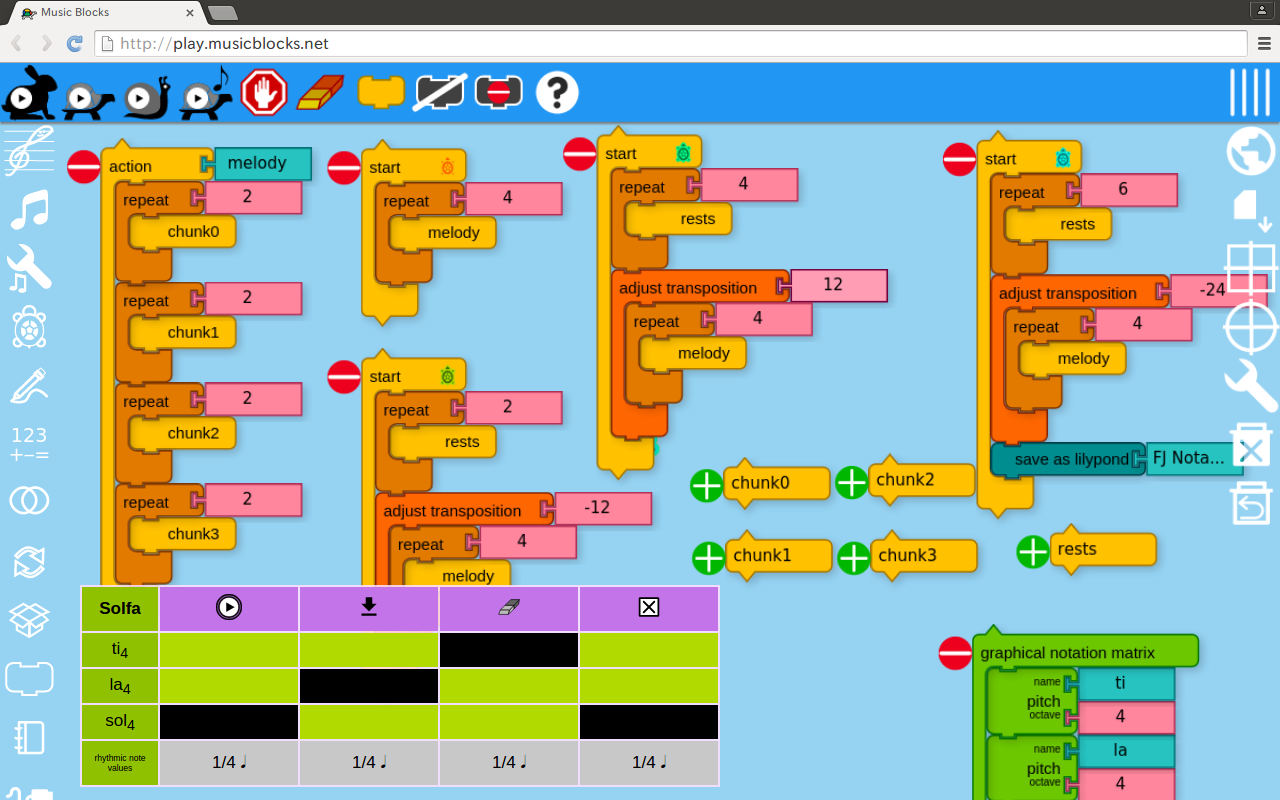 Music Blocks
http://play.musicblocks.net
123
+−=
action melody
repeat 2
chunk0
repeat 2
chunk1
repeat 2
chunk2
repeat 2
chunk3
start
repeat 4
melody
start
repeat 2
rests
adjust transposition -12
repeat 4
melody
start
repeat 4
rests
adjust transposition 12
repeat 4
melody
start
repeat 6
rests
adjust transposition -24
repeat 4
melody
save as lilypond FJ Nota...
chunk0 chunk2
chunk1 chunk3
rests
graphical notation matrix
name ti
pitch
octave 4
name la
pitch
octave 4
Solfa
ti4
la4
sol4
rhythmic note
values
1/4 ♩ 1/4 ♩ 1/4 ♩ 1/4 ♩